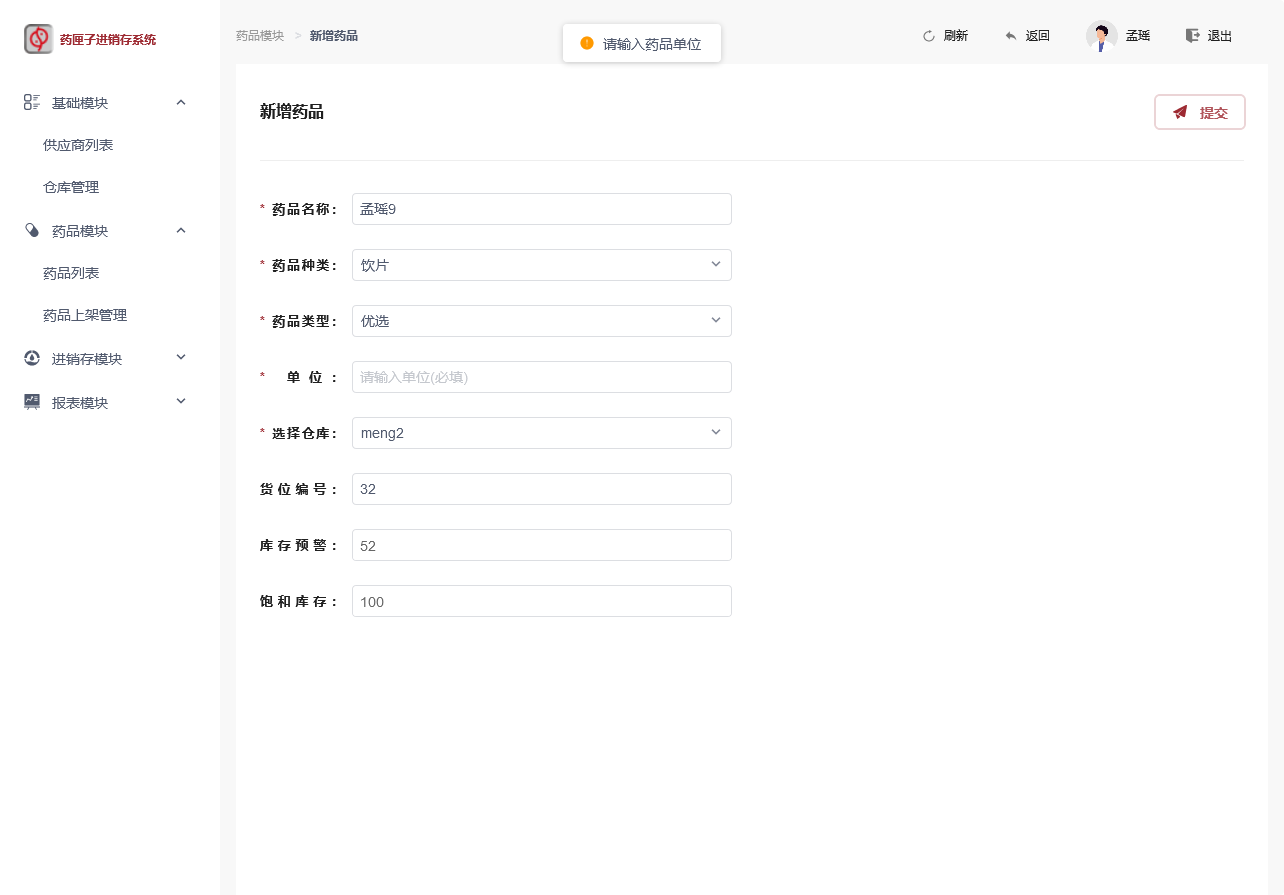 药匣子进销存系统
药品模块 > 新增药品
请输入药品单位
刷新
返回
孟瑶
退出
基础模块
供应商列表
仓库管理
药品模块
药品列表
药品上架管理
进销存模块
报表模块
新增药品
提交
* 药品名称： 孟瑶9
* 药品种类： 饮片
* 药品类型： 优选
* 单 位 ： 请输入单位(必填)
* 选择仓库： meng2
货 位 编 号 ： 32
库 存 预 警 ： 52
饱 和 库 存 ： 100